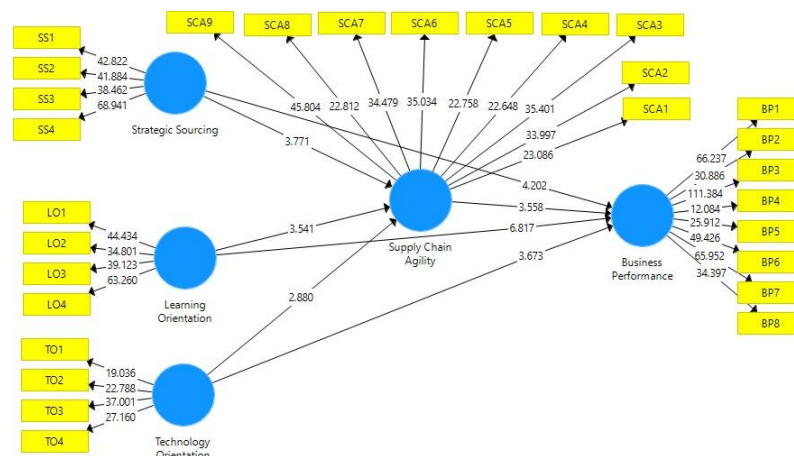 SCA9
SCA8
SCA7
SCA6
SCA5
SCA4
SCA3
SCA2
SCA1
SS1
SS2
SS3
SS4
42.822
41.884
38.462
68.941
Strategic Sourcing
45.804
22.812
34.479
35.034
22.758
22.648
35.401
33.997
23.086
3.771
4.202
LO1
LO2
LO3
LO4
44.434
34.801
39.123
63.260
Learning
Orientation
3.541
3.558
6.817
3.673
2.880
Supply Chain
Agility
TO1
TO2
TO3
TO4
19.036
22.788
37.001
27.160
Technology
Orientation
Business
Performance
66.237
30.886
111.384
12.084
25.912
49.426
65.952
34.397
BP1
BP2
BP3
BP4
BP5
BP6
BP7
BP8